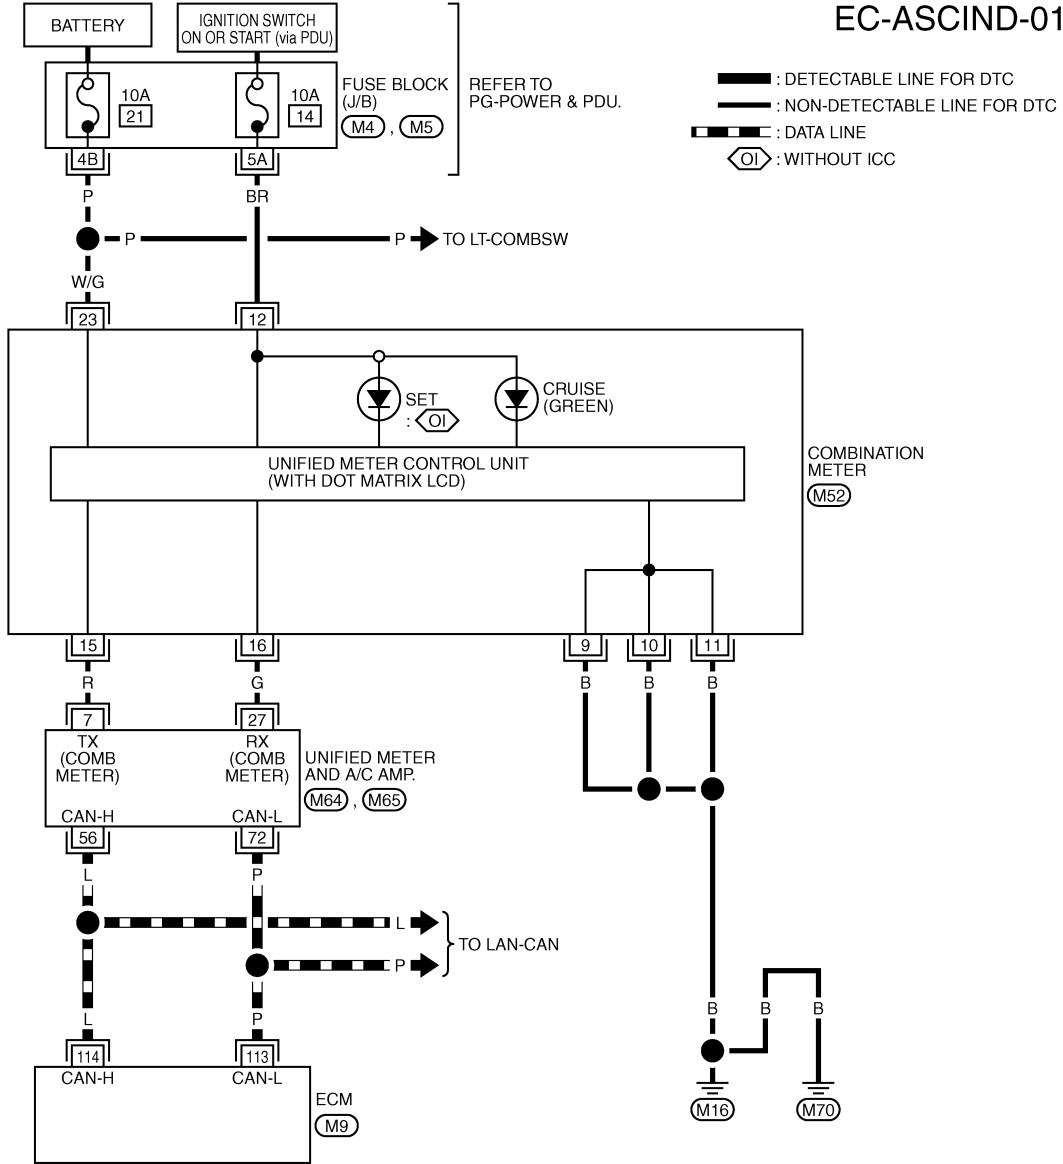 EC-ASCIND-01
BATTERY
IGNITION SWITCH
ON OR START (via PDU)
10A
21
10A
14
FUSE BLOCK
(J/B)
M4 , M5
REFER TO
PG-POWER & PDU.
: DETECTABLE LINE FOR DTC
: NON-DETECTABLE LINE FOR DTC
: DATA LINE
OI : WITHOUT ICC
4B
5A
P
BR
P
P
TO LT-COMBSW
W/G
23
12
SET
: OI
CRUISE
(GREEN)
UNIFIED METER CONTROL UNIT
(WITH DOT MATRIX LCD)
COMBINATION
METER
M52
15
16
9
10
11
R
G
B
B
B
7
27
TX
(COMB
METER)
RX
(COMB
METER)
UNIFIED METER
AND A/C AMP.
M64 , M65
CAN-H
CAN-L
56
72
L
P
L
P
TO LAN-CAN
L
P
B
B
B
114
113
CAN-H
CAN-L
ECM
M9
M16
M70